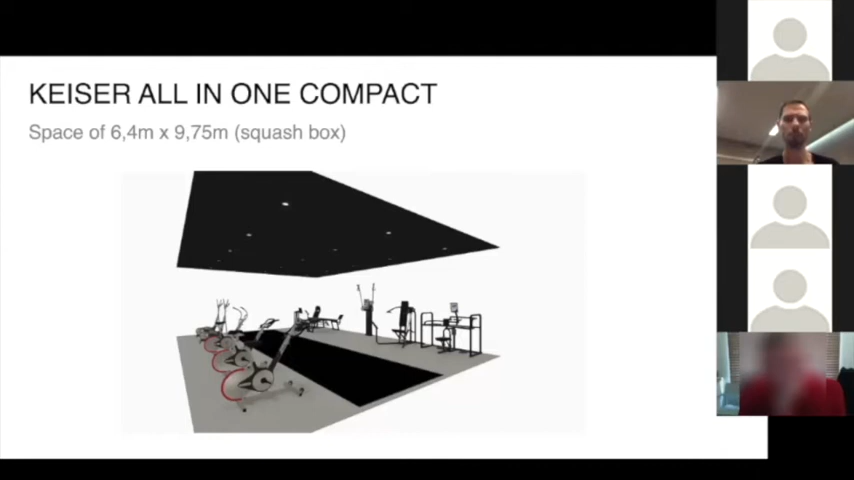 KEISER ALL IN ONE COMPACT
Space of 6,4m x 9,75m (squash box)